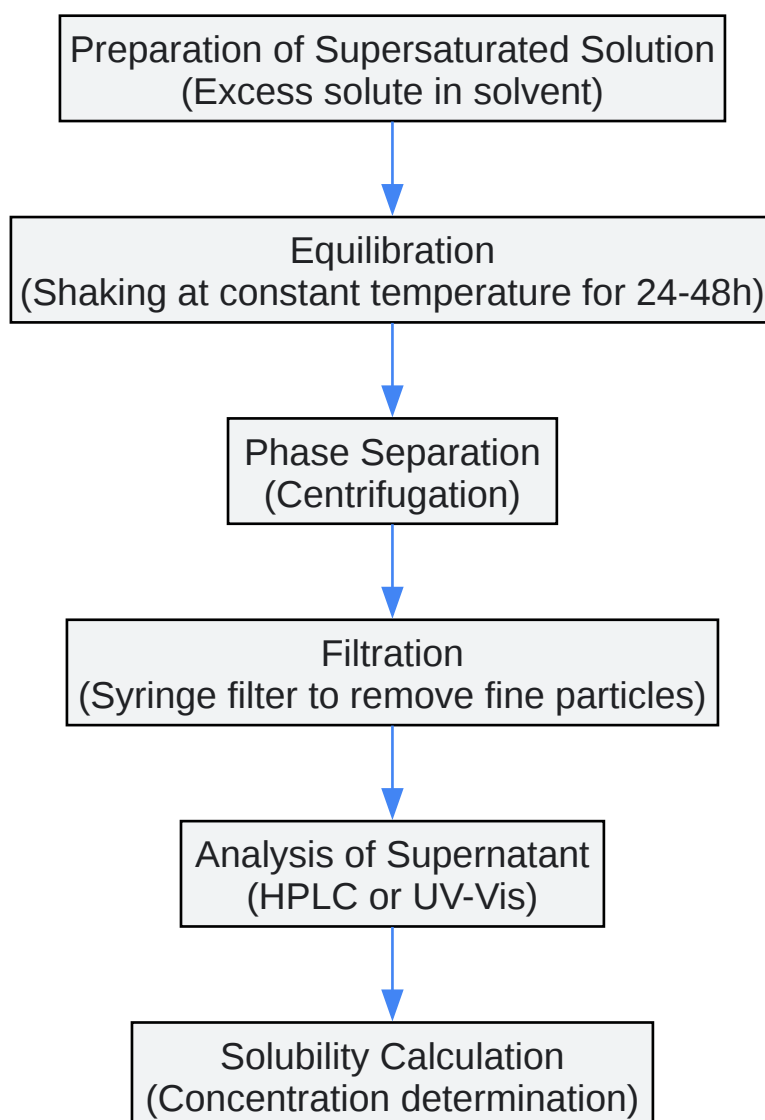 Preparation of Supersaturated Solution
(Excess solute in solvent)
Equilibration
(Shaking at constant temperature for 24-48h)
Phase Separation
(Centrifugation)
Filtration
(Syringe filter to remove fine particles)
Analysis of Supernatant
(HPLC or UV-Vis)
Solubility Calculation
(Concentration determination)